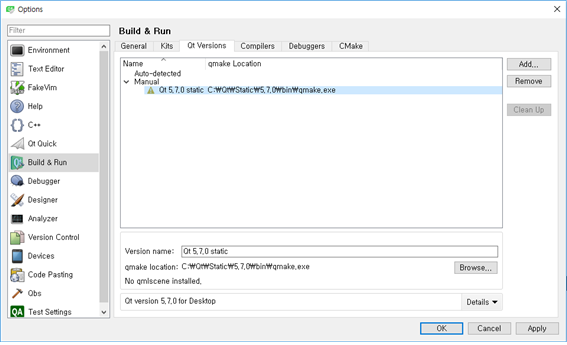 Options
Filter
Environment
Text Editor
FakeVim
Help
C++
Qt Quick
Build & Run
Debugger
Designer
Analyzer
Version Control
Devices
Code Pasting
Qbs
Test Settings
Build & Run
General Kits Qt Versions Compilers Debuggers CMake
Name qmake Location
Auto-detected
Manual
Qt 5,7,0 static C:₩Qt₩Static₩5,7,0₩bin₩qmake,exe
Add...
Remove
Clean Up
Version name: Qt 5,7,0 static
qmake location: C:₩Qt₩Static₩5,7,0₩bin₩qmake,exe Browse...
No qmlscene installed,
Qt version 5,7,0 for Desktop Details
OK Cancel Apply